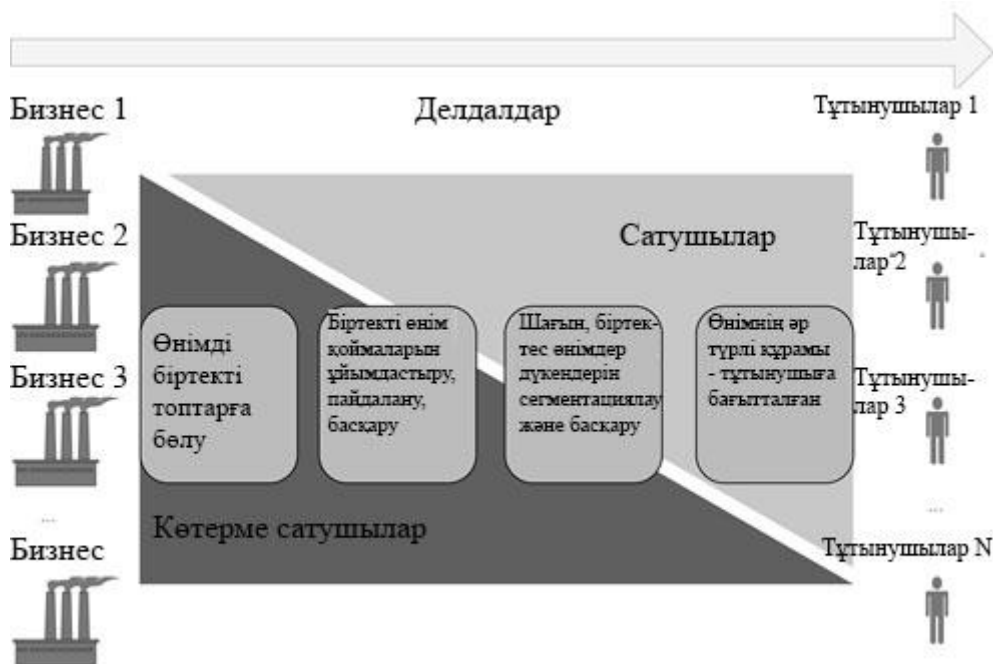 Бизнес 1
Делдалдар
Тұтынушылар 1
Бизнес 2
Сатушылар
Тұтынушы-
лар 2
Өнімді
біртекті
топтарға
бөлу
Біртекті өнім
қоймаларын
ұйымдастыру,
пайдалану,
басқару
Шағын, біртек-
тес өнімдер
дүкендерін
сегментациялау
және басқару
Өнімнің әр
түрлі құрамы
- тұтынушыға
бағытталған
Бизнес 3
Тұтынушы-
лар 3
...
...
Көтерме сатушылар
Бизнес
Тұтынушылар N